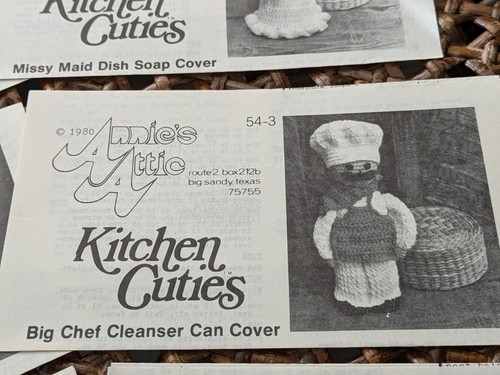 Kitchen
Cuties
Missy Maid Dish Soap Cover
54-3
© 1980
Annie's
Attic
route 2 box 212b
big sandy, texas
75755
Kitchen
Cuties™
Big Chef Cleanser Can Cover